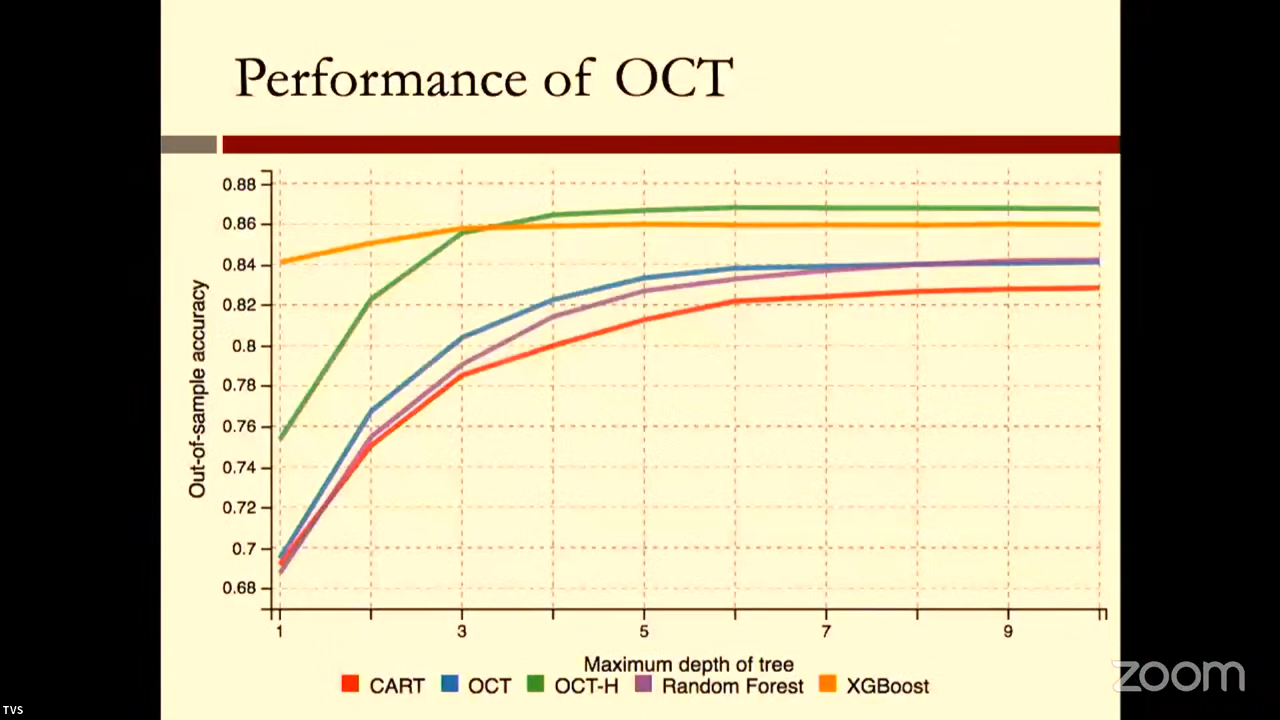 Performance of OCT
0.88
0.86
0.84
0.82
0.8
0.78
0.76
0.74
0.72
0.7
0.68
Out-of-sample accuracy
1 3 5 7 9
Maximum depth of tree
CART OCT OCT-H Random Forest XGBoost
zoom
TVS